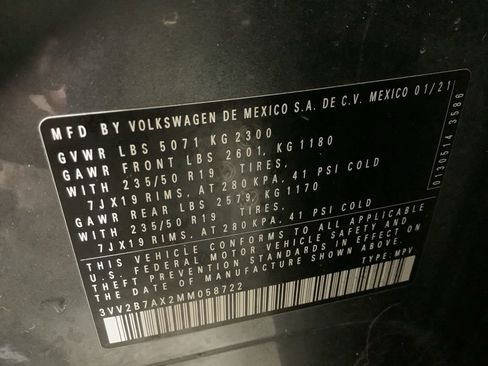 MFD BY VOLKSWAGEN DE MEXICO S.A. DE C.V. MEXICO 01/21
GVWR LBS 5071 KG 2300
GAWR FRONT LBS 2601, KG 1180
WITH 235/50 R19 TIRES,
7JX19 RIMS, AT 280 KPA, 41 PSI COLD
GAWR REAR LBS 2579, KG 1170
WITH 235/50 R19 TIRES,
7JX19 RIMS, AT 280 KPA, 41 PSI COLD
THIS VEHICLE CONFORMS TO ALL APPLICABLE
U.S. FEDERAL MOTOR VEHICLE SAFETY AND
THEFT PREVENTION STANDARDS IN EFFECT ON
THE DATE OF MANUFACTURE SHOWN ABOVE.
3VV2B7AX2MM058722 TYPE: MPV
0130514 3586